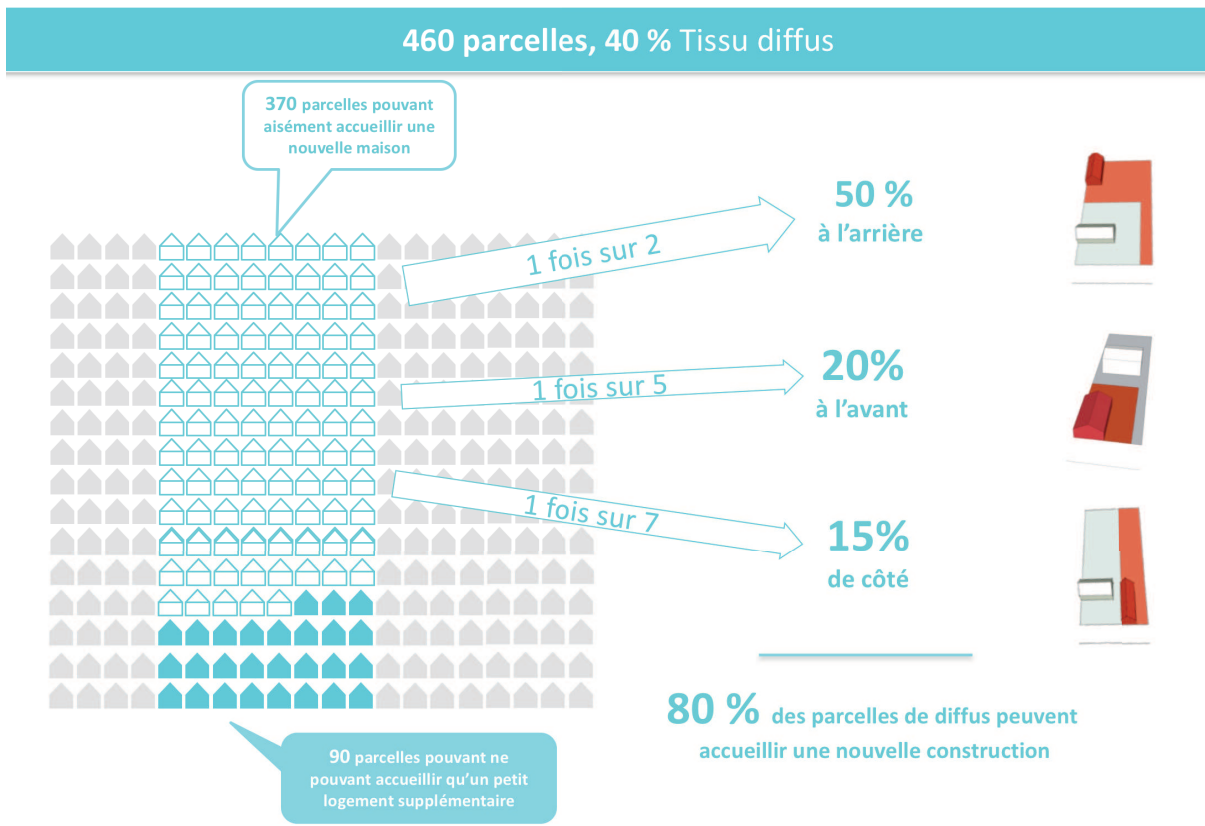 460 parcelles, 40 % Tissu diffus
370 parcelles pouvant
aisément accueillir une
nouvelle maison
1 fois sur 2
50 %
à l'arrière
1 fois sur 5
20%
à l'avant
1 fois sur 7
15%
de côté
80 % des parcelles de diffus peuvent
accueillir une nouvelle construction
90 parcelles pouvant ne
pouvant accueillir qu'un petit
logement supplémentaire